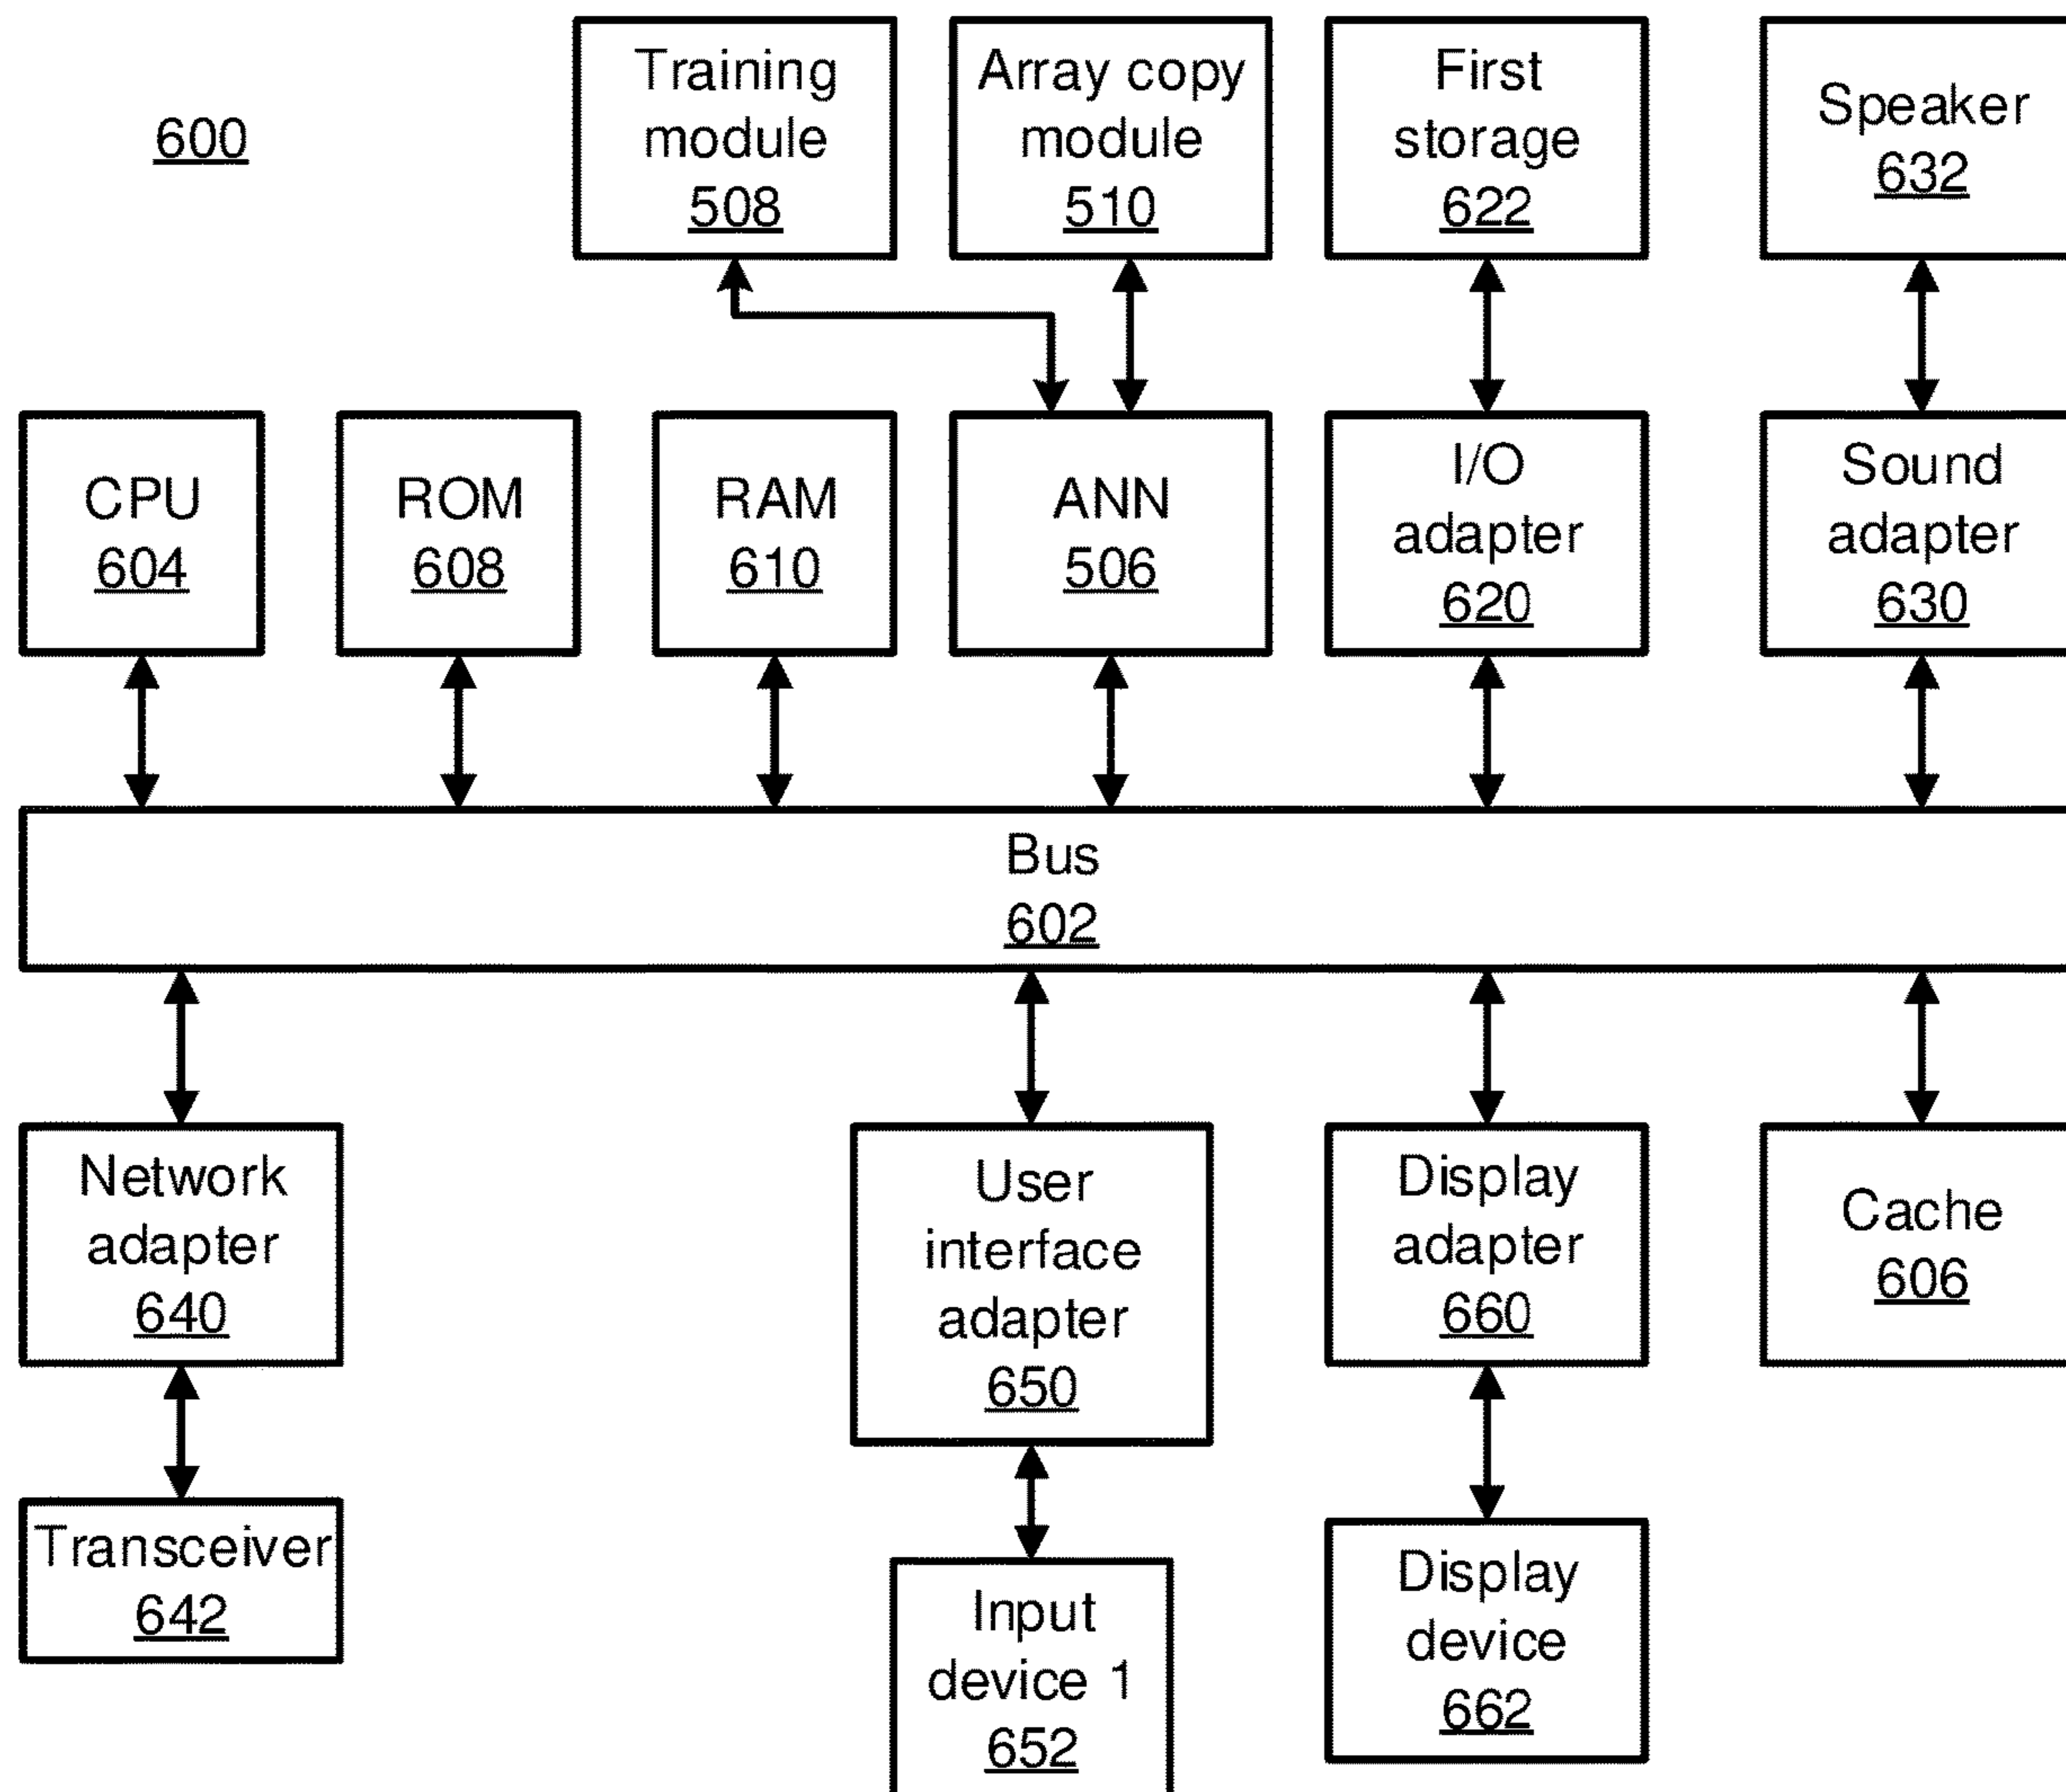 600
Training
module
508
Array copy
module
510
First
storage
622
Speaker
632
CPU
604
ROM
608
RAM
610
ANN
506
I/O
adapter
620
Sound
adapter
630
Bus
602
Network
adapter
640
User
interface
adapter
650
Display
adapter
660
Cache
606
Transceiver
642
Input
device 1
652
Display
device
662